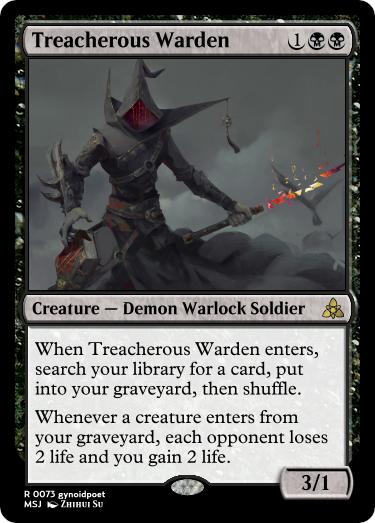 Treacherous Warden 1
Creature — Demon Warlock Soldier
When Treacherous Warden enters,
search your library for a card, put
into your graveyard, then shuffle.
Whenever a creature enters from
your graveyard, each opponent loses
2 life and you gain 2 life.
3/1
R 0073 gynoidpoet
MSJ Zhihui Su